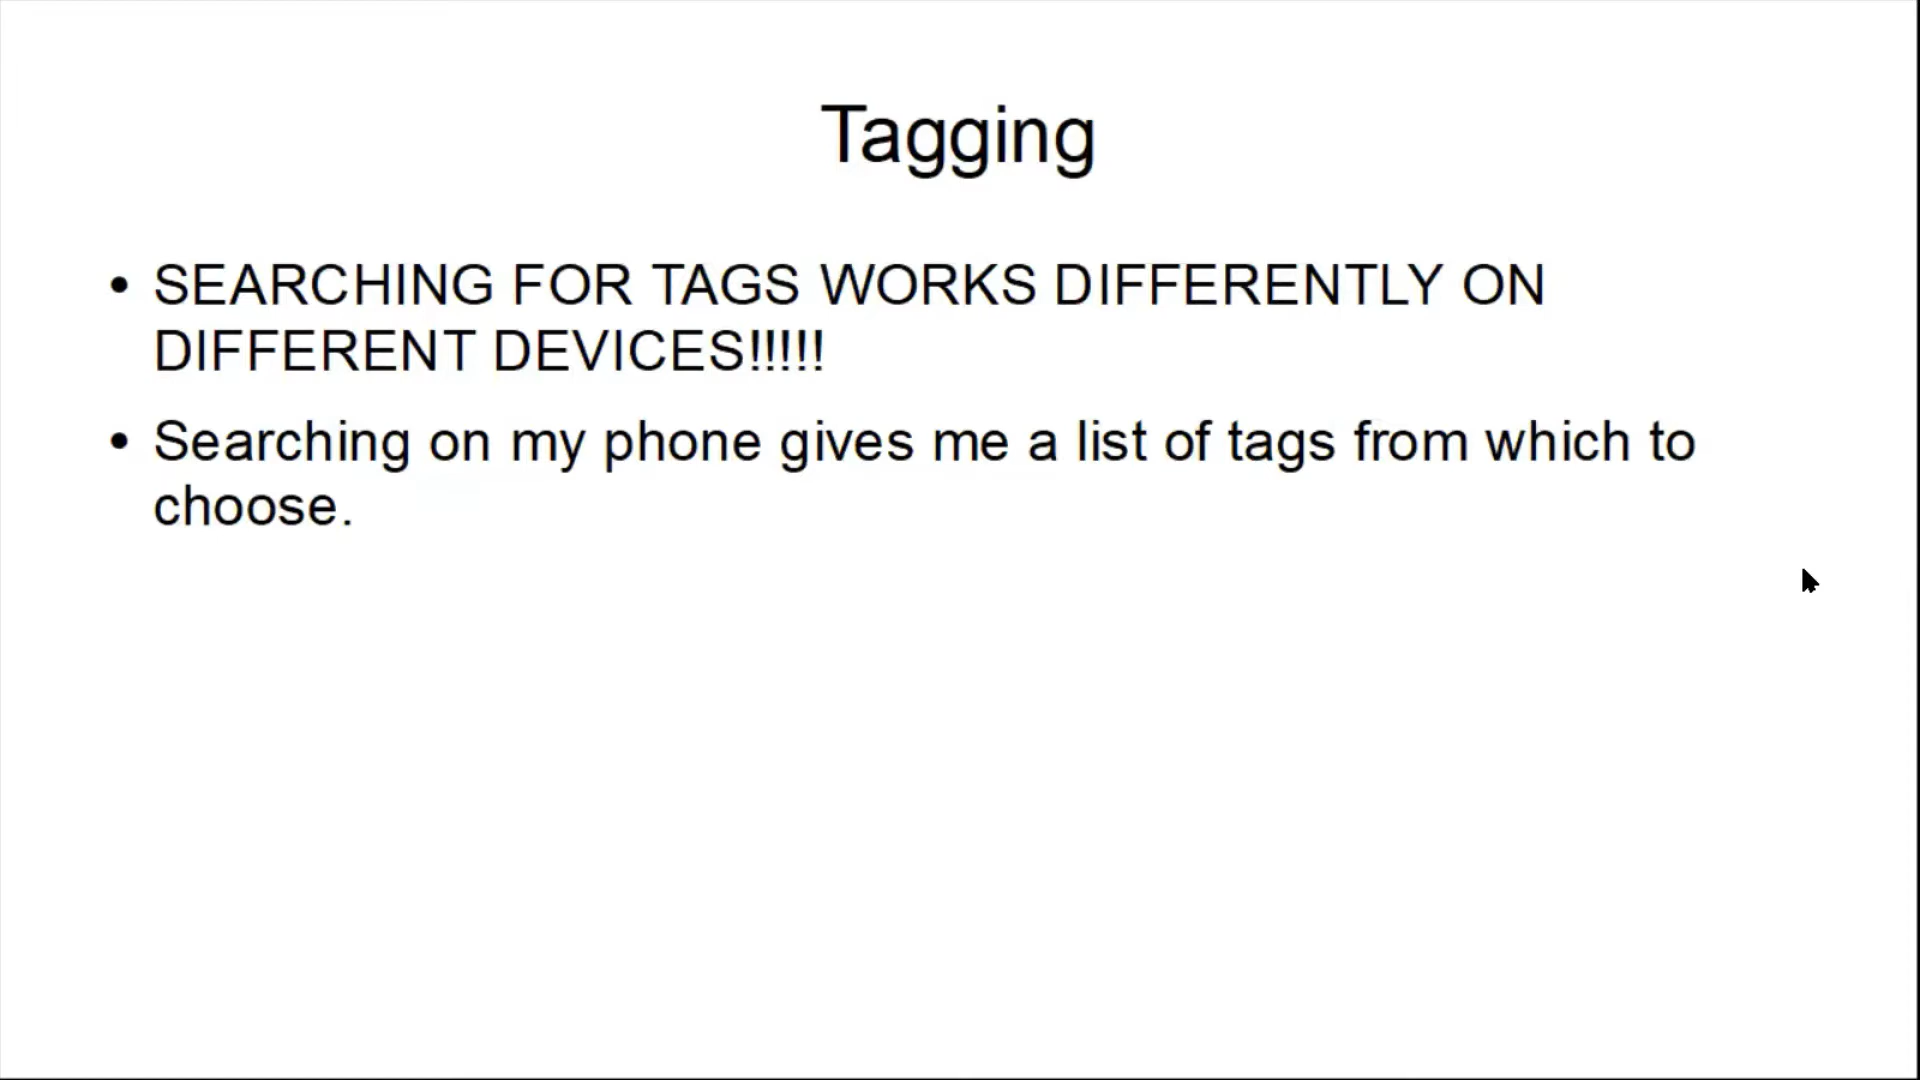 Tagging
• SEARCHING FOR TAGS WORKS DIFFERENTLY ON
DIFFERENT DEVICES!!!!!
• Searching on my phone gives me a list of tags from which to
choose.